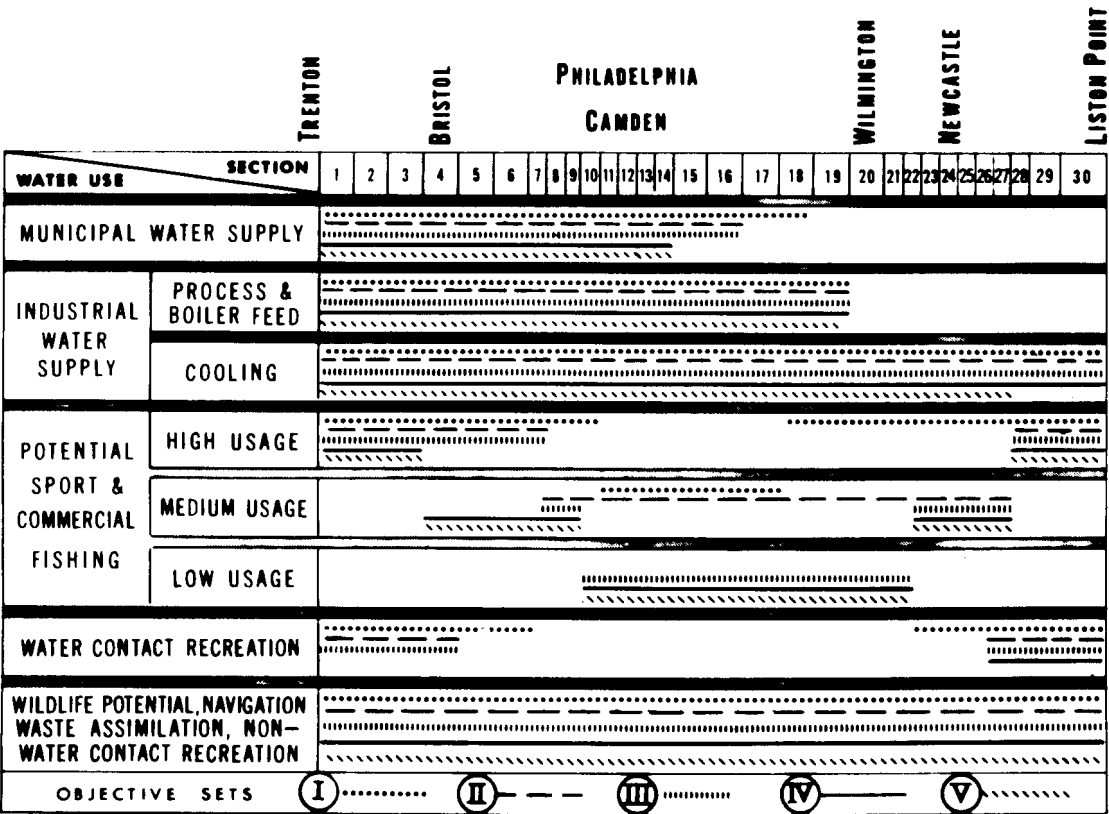 TRENTON
BRISTOL
PHILADELPHIA
CAMDEN
WILMINGTON
NEWCASTLE
LISTON POINT
WATER USE
SECTION
1 2 3 4 5 6 7 8 9 10 11 12 13 14 15 16 17 18 19 20 21 22 23 24 25 26 27 28 29 30
MUNICIPAL WATER SUPPLY
INDUSTRIAL
WATER
SUPPLY
PROCESS &
BOILER FEED
COOLING
POTENTIAL
SPORT &
COMMERCIAL
FISHING
HIGH USAGE
MEDIUM USAGE
LOW USAGE
WATER CONTACT RECREATION
WILDLIFE POTENTIAL, NAVIGATION
WASTE ASSIMILATION, NON–
WATER CONTACT RECREATION
OBJECTIVE SETS
I II III IV V